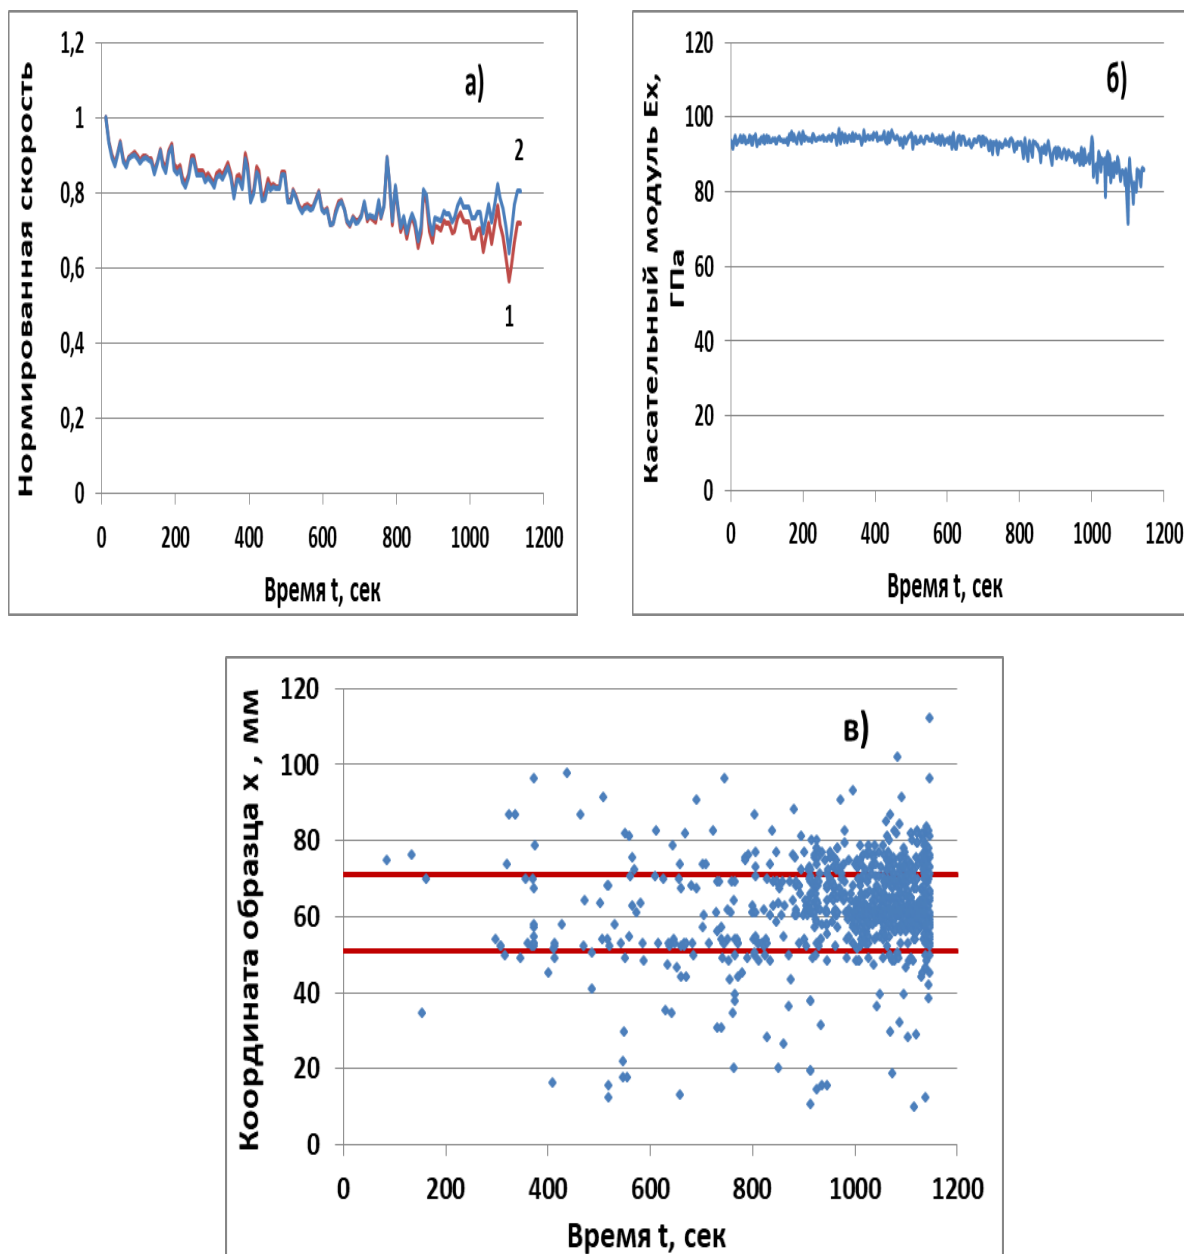 Нормированная скорость
1,2
1
0,8
0,6
0,4
0,2
0
а)
2
1
0 200 400 600 800 1000 1200
Время t, сек
Касательный модуль Ex,
ГПа
120
100
80
60
40
20
0
б)
0 200 400 600 800 1000 1200
Время t, сек
Координата образца x , мм
120
100
80
60
40
20
0
в)
0 200 400 600 800 1000 1200
Время t, сек